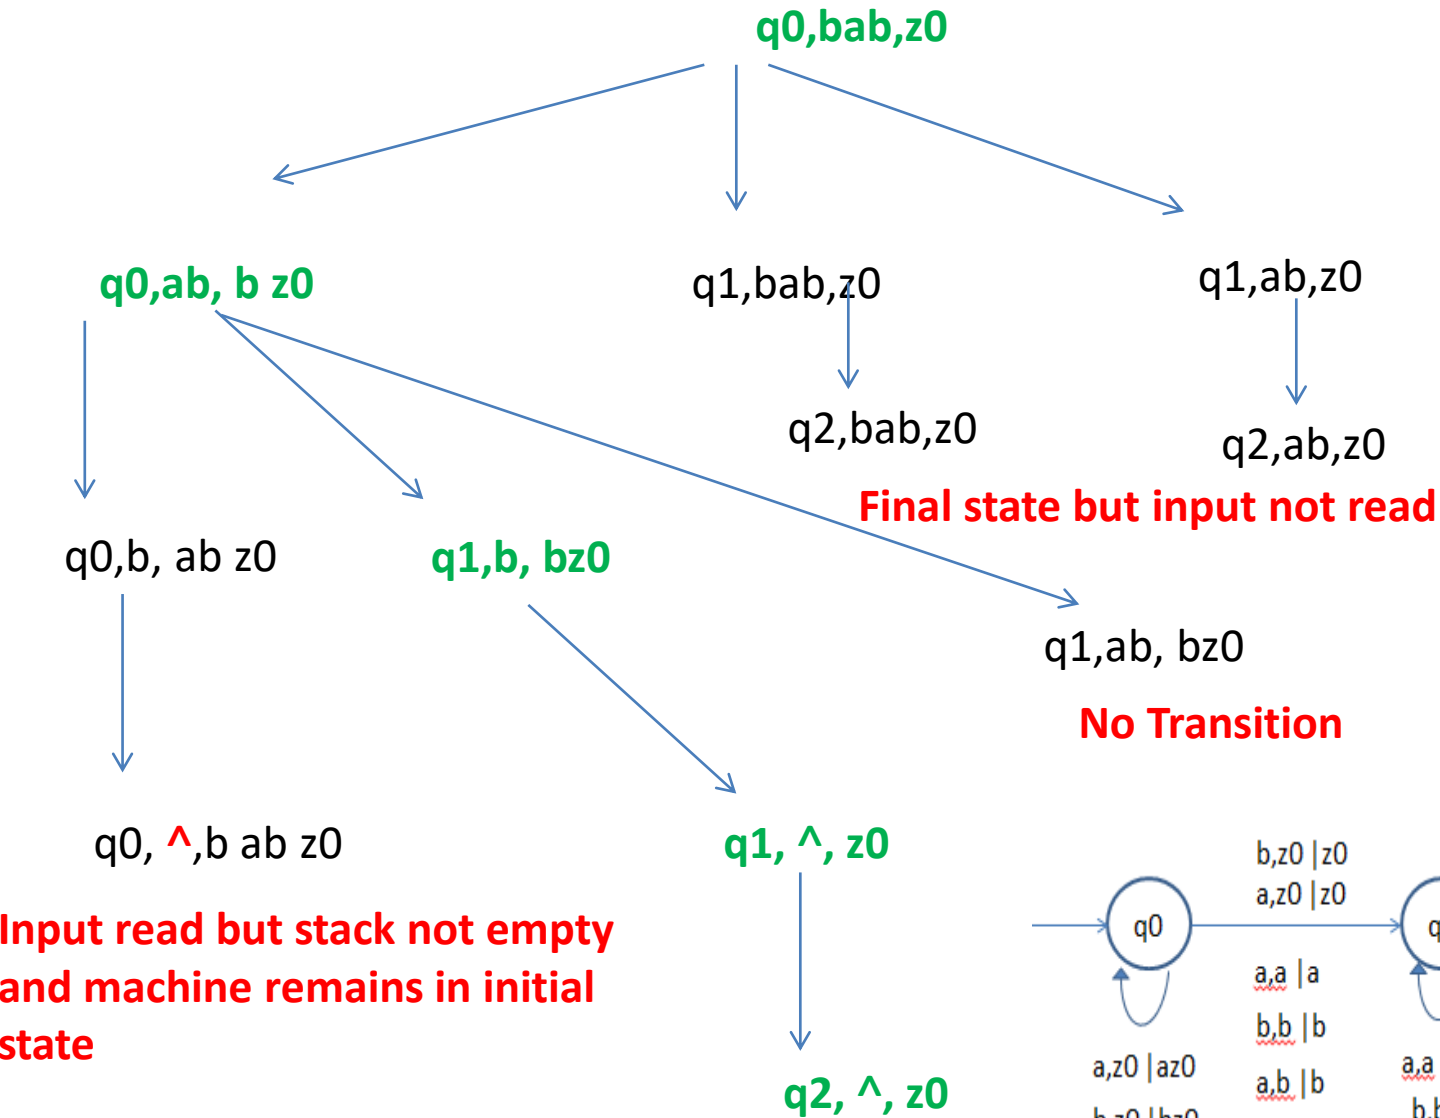 q0,bab,z0
q0,ab, b z0
q1,bab,z0
q1,ab,z0
q2,bab,z0
q2,ab,z0
Final state but input not read
q0,b, ab z0
q1,b, bz0
q1,ab, bz0
No Transition
q0, ^,b ab z0
q1, ^, z0
Input read but stack not empty
and machine remains in initial
state
q2, ^, z0
b,z0 |z0
a,z0 |z0
q0
a,a |a
b,b |b
a,b |b
a,z0 |az0
b,z0 |bz0
a,a